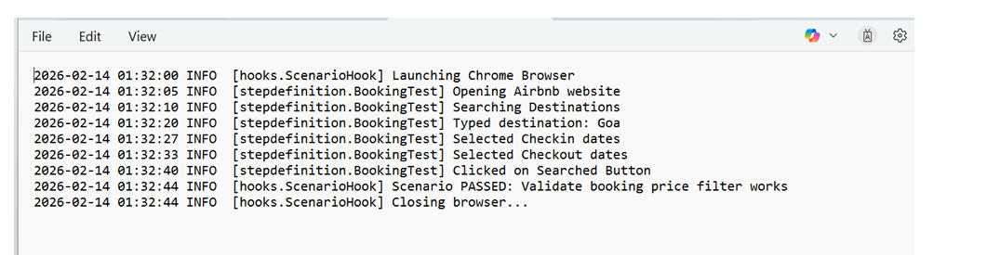 File Edit View
2026-02-14 01:32:00 INFO [hooks.ScenarioHook] Launching Chrome Browser
2026-02-14 01:32:05 INFO [stepdefinition.BookingTest] Opening Airbnb website
2026-02-14 01:32:10 INFO [stepdefinition.BookingTest] Searching Destinations
2026-02-14 01:32:20 INFO [stepdefinition.BookingTest] Typed destination: Goa
2026-02-14 01:32:27 INFO [stepdefinition.BookingTest] Selected Checkin dates
2026-02-14 01:32:33 INFO [stepdefinition.BookingTest] Selected Checkout dates
2026-02-14 01:32:40 INFO [stepdefinition.BookingTest] Clicked on Searched Button
2026-02-14 01:32:44 INFO [hooks.ScenarioHook] Scenario PASSED: Validate booking price filter works
2026-02-14 01:32:44 INFO [hooks.ScenarioHook] Closing browser...